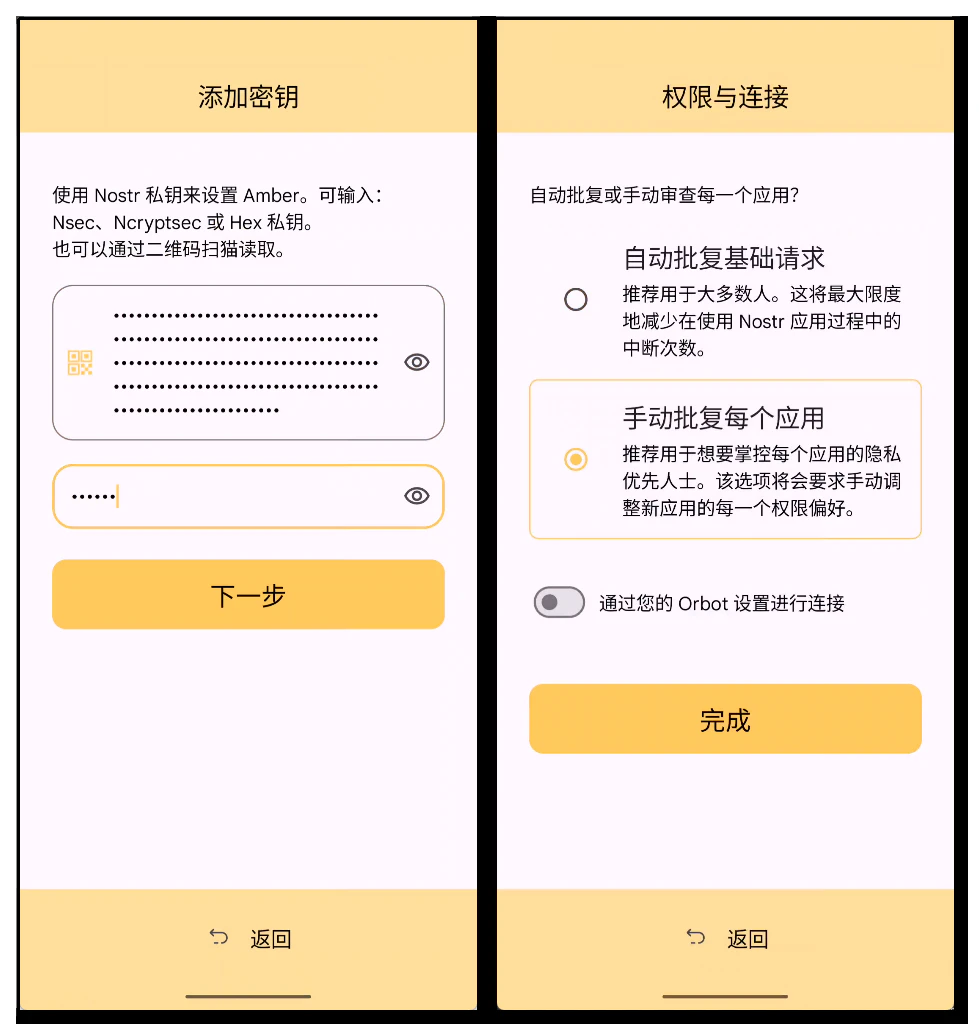 添加密钥
使用 Nostr 私钥来设置 Amber。可输入：
Nsec、Ncryptsec 或 Hex 私钥。
也可以通过二维码扫猫读取。
下一步
返回
权限与连接
自动批复或手动审查每一个应用？
自动批复基础请求
推荐用于大多数人。这将最大限度
地减少在使用 Nostr 应用过程中的
中断次数。
手动批复每个应用
推荐用于想要掌控每个应用的隐私
优先人士。该选项将会要求手动调
整新应用的每一个权限偏好。
通过您的 Orbot 设置进行连接
完成
返回